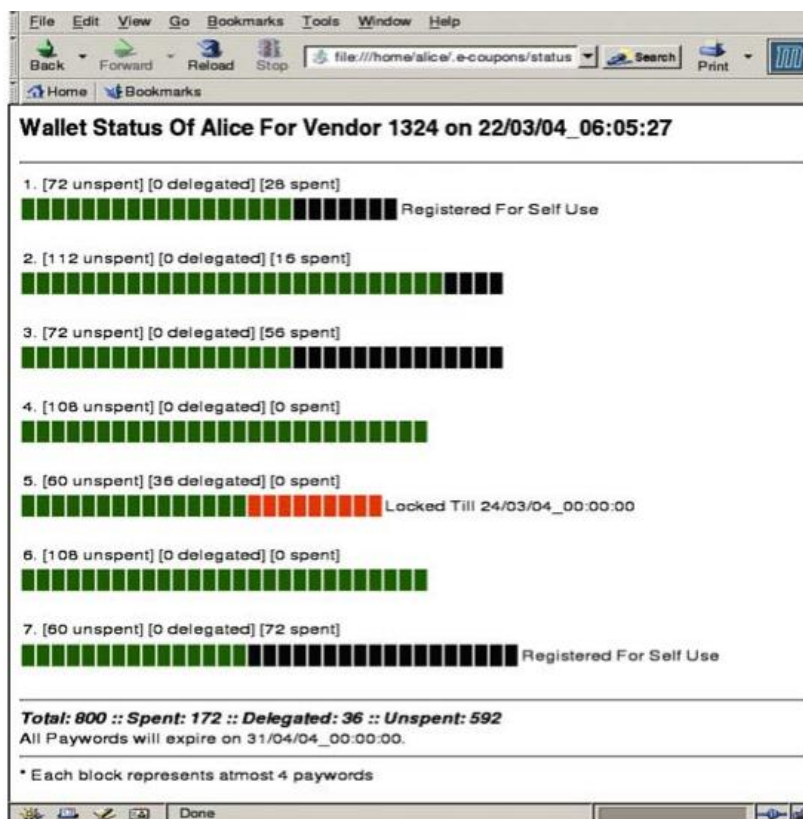 File Edit View Go Bookmarks Tools Window Help
Back Forward Reload Stop file:///home/alice/.e-coupons/status Search Print
Home Bookmarks
Wallet Status Of Alice For Vendor 1324 on 22/03/04_06:05:27
1. [72 unspent] [0 delegated] [28 spent]
Registered For Self Use
2. [112 unspent] [0 delegated] [16 spent]
3. [72 unspent] [0 delegated] [56 spent]
4. [108 unspent] [0 delegated] [0 spent]
5. [60 unspent] [36 delegated] [0 spent]
Locked Till 24/03/04_00:00:00
6. [108 unspent] [0 delegated] [0 spent]
7. [60 unspent] [0 delegated] [72 spent]
Registered For Self Use
Total: 800 :: Spent: 172 :: Delegated: 36 :: Unspent: 592
All Paywords will expire on 31/04/04_00:00:00.
* Each block represents atmost 4 paywords
Done